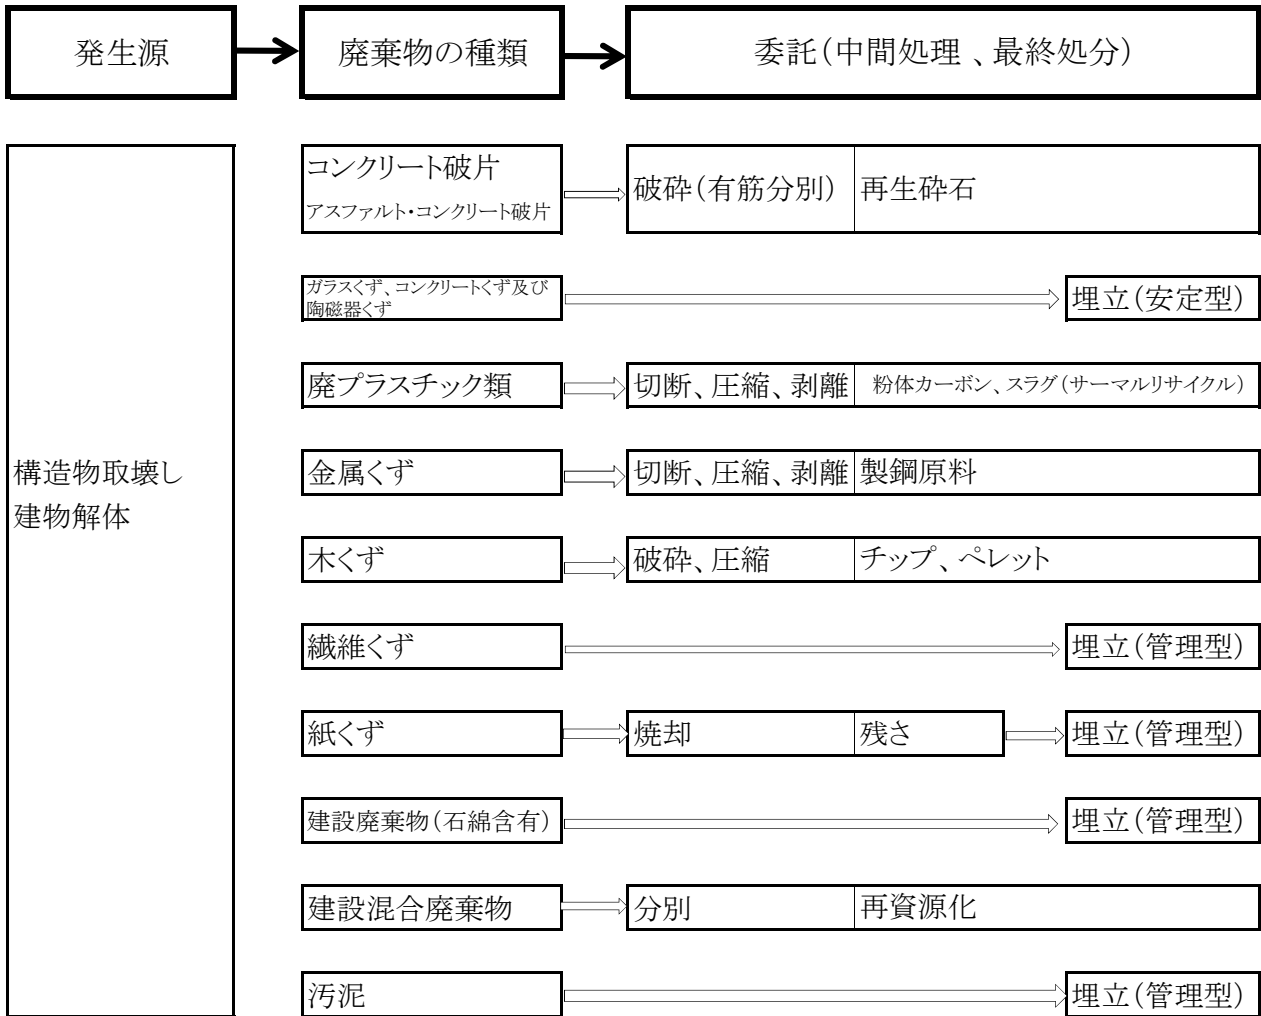 発生源
廃棄物の種類
委託（中間処理 、最終処分）
構造物取壊し
建物解体
コンクリート破片
アスファルト・コンクリート破片
破砕（有筋分別）
再生砕石
ガラスくず、コンクリートくず及び
陶磁器くず
埋立（安定型）
廃プラスチック類
切断、圧縮、剥離
粉体カーボン、スラグ（サーマルリサイクル）
金属くず
切断、圧縮、剥離
製鋼原料
木くず
破砕、圧縮
チップ、ペレット
繊維くず
埋立（管理型）
紙くず
焼却
残さ
埋立（管理型）
建設廃棄物（石綿含有）
埋立（管理型）
建設混合廃棄物
分別
再資源化
汚泥
埋立（管理型）